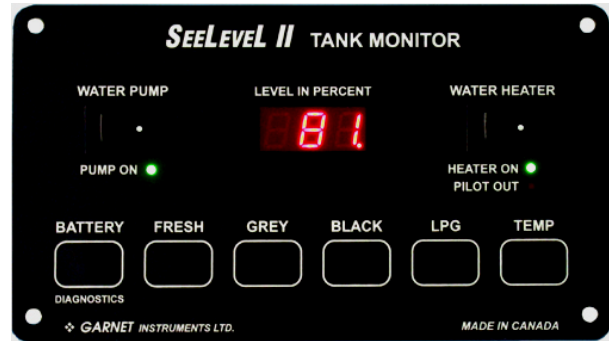 SEELEVEL II TANK MONITOR
WATER PUMP LEVEL IN PERCENT WATER HEATER
81.
PUMP ON HEATER ON
PILOT OUT
BATTERY FRESH GREY BLACK LPG TEMP
DIAGNOSTICS
GARNET INSTRUMENTS LTD. MADE IN CANADA